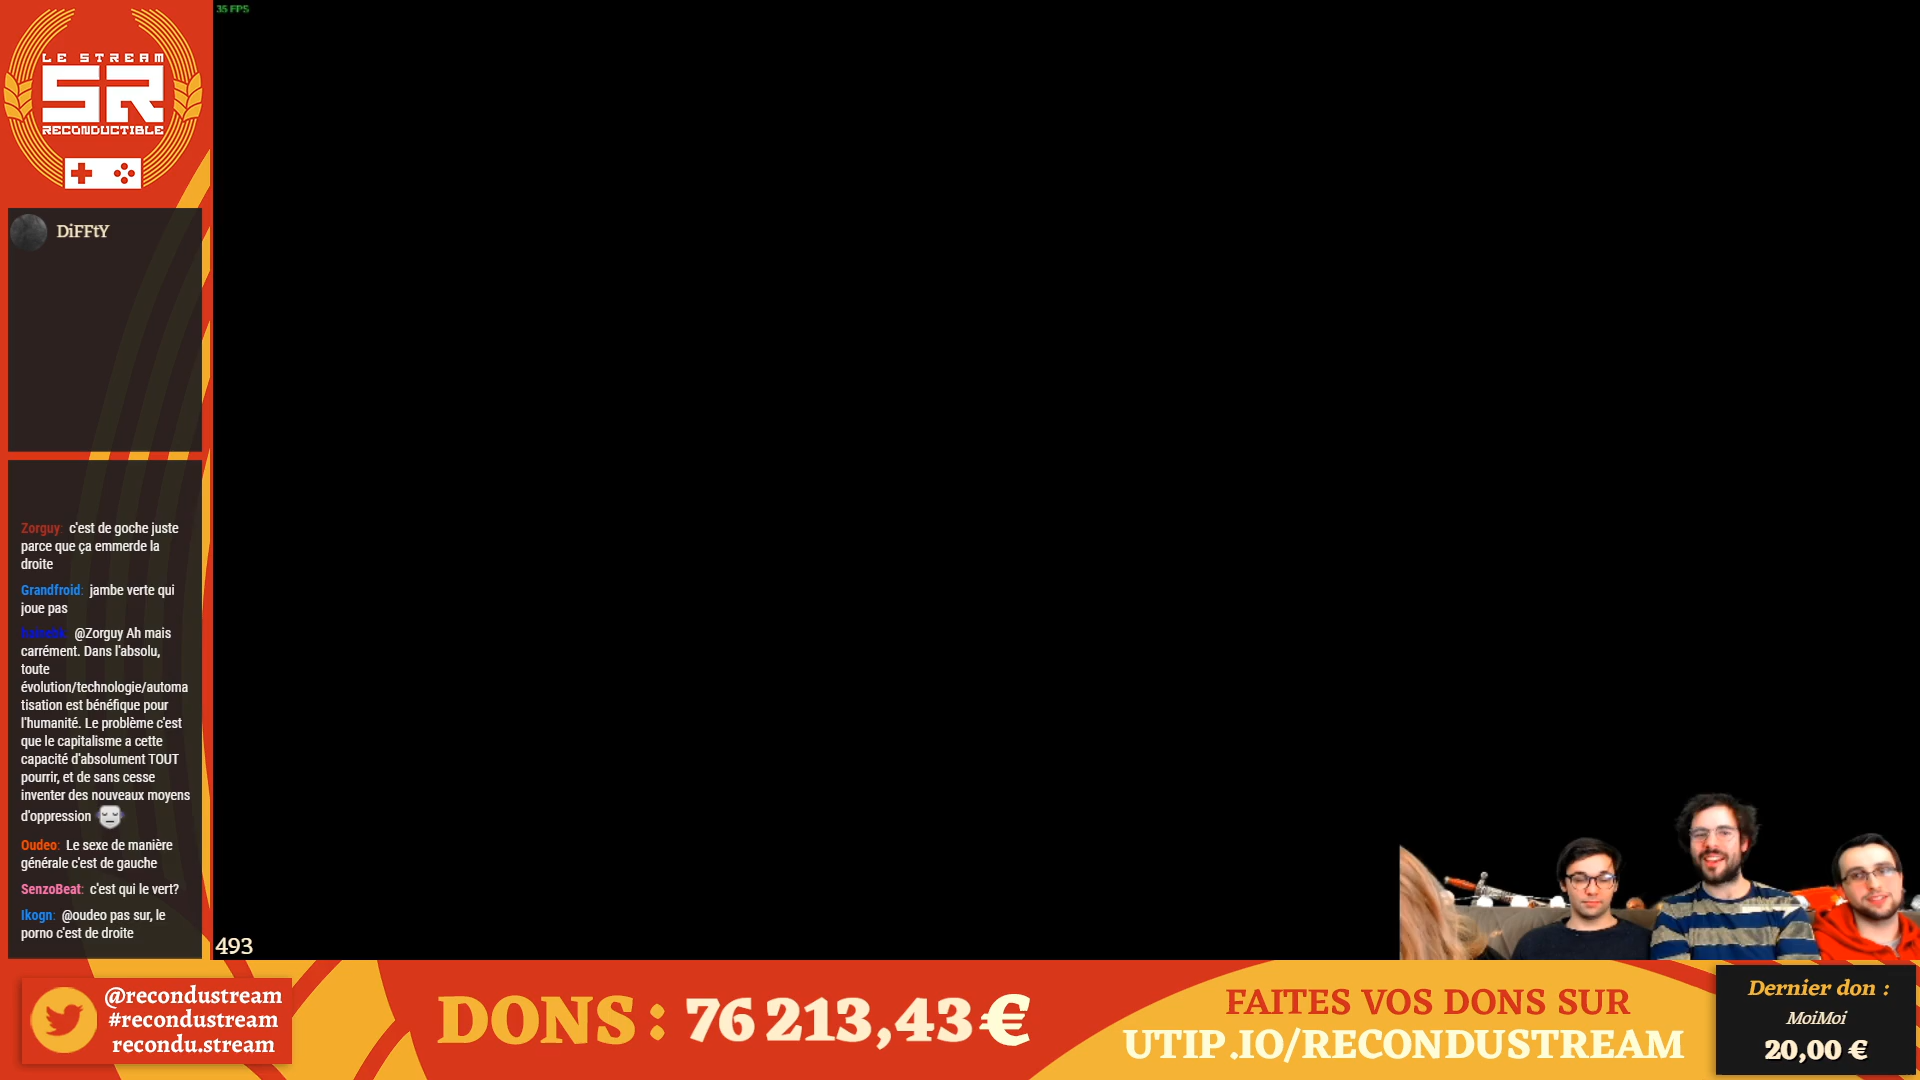 35 FPS
LE STREAM
SR
RECONDUCTIBLE
DiFFtY
Zorguy: c'est de goche juste
parce que ça emmerde la
droite
Grandfroid: jambe verte qui
joue pas
@Zorguy Ah mais
carrément. Dans l'absolu,
toute
évolution/technologie/automa
tisation est bénéfique pour
l'humanité. Le problème c'est
que le capitalisme a cette
capacité d'absolument TOUT
pourrir, et de sans cesse
inventer des nouveaux moyens
d'oppression
Oudeo: Le sexe de manière
générale c'est de gauche
SenzoBeat: c'est qui le vert?
Ikogn: @oudeo pas sur, le
porno c'est de droite
493
@recondustream
#recondustream
recondu.stream
DONS : 76 213,43 €
FAITES VOS DONS SUR
UTIP.IO/RECONDUSTREAM
Dernier don :
MoiMoi
20,00 €